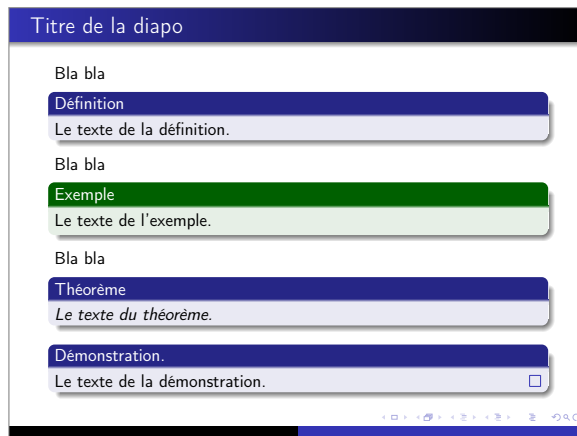 Titre de la diapo
Bla bla
Définition
Le texte de la définition.
Bla bla
Exemple
Le texte de l'exemple.
Bla bla
Théorème
Le texte du théorème.
Démonstration.
Le texte de la démonstration.